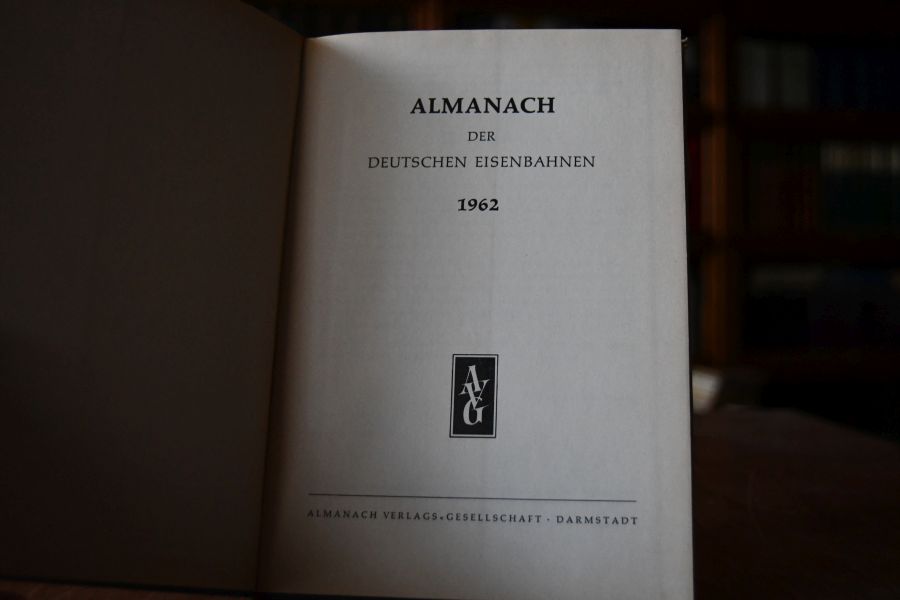 ALMANACH
DER
DEUTSCHEN EISENBAHNEN
1962
AVG
ALMANACH VERLAGS-GESELLSCHAFT · DARMSTADT